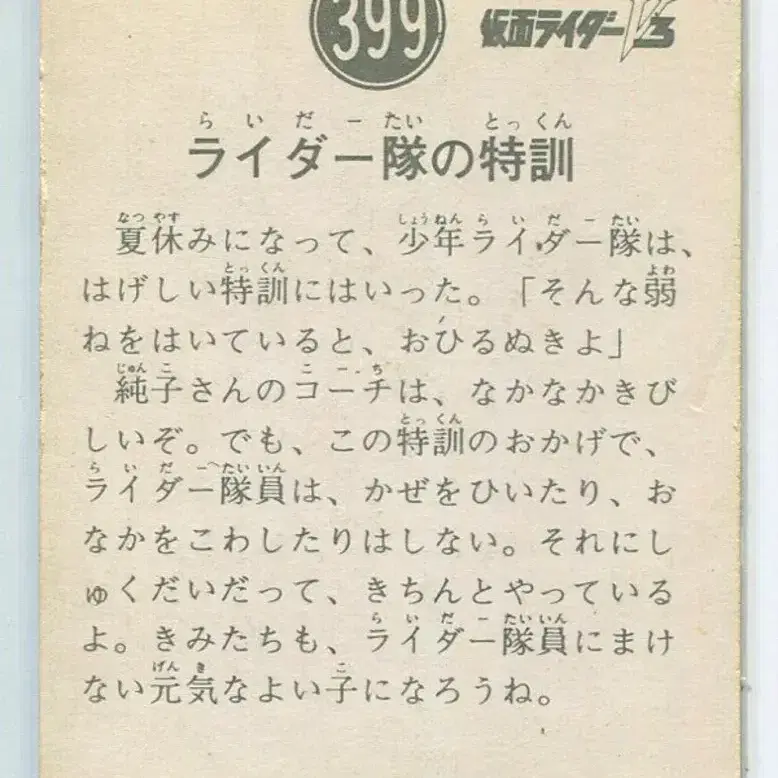 399
仮面ライダーV3
らいだーたい とっくん
ライダー隊の特訓
なつやす しょうねんらいだーたい
夏休みになって、少年ライダー隊は、
とっくん よわ
はげしい特訓にはいった。「そんな弱
ねをはいていると、おひるぬきよ」
じゅんこ こーち
純子さんのコーチは、なかなかきび
とっくん
しいぞ。でも、この特訓のおかげで、
らいだーたいいん
ライダー隊員は、かぜをひいたり、お
なかをこわしたりはしない。それにし
ゅくだいだって、きちんとやっている
らいだーたいいん
よ。きみたちも、ライダー隊員にまけ
げんき こ
ない元気なよい子になろうね。